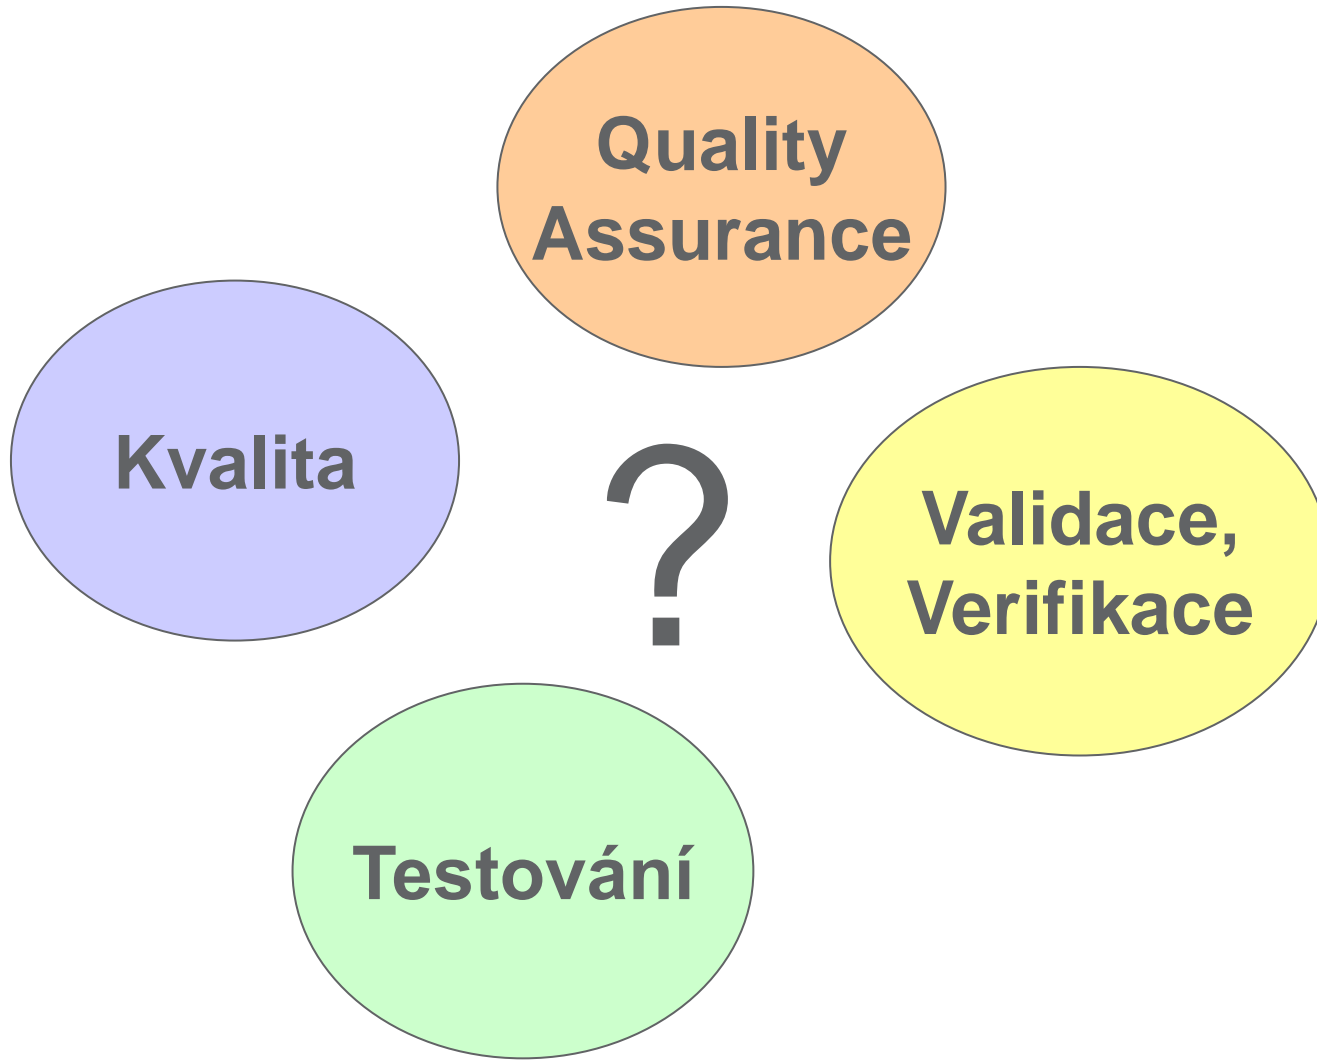 Quality
Assurance
Kvalita
?
Validace,
Verifikace
Testování